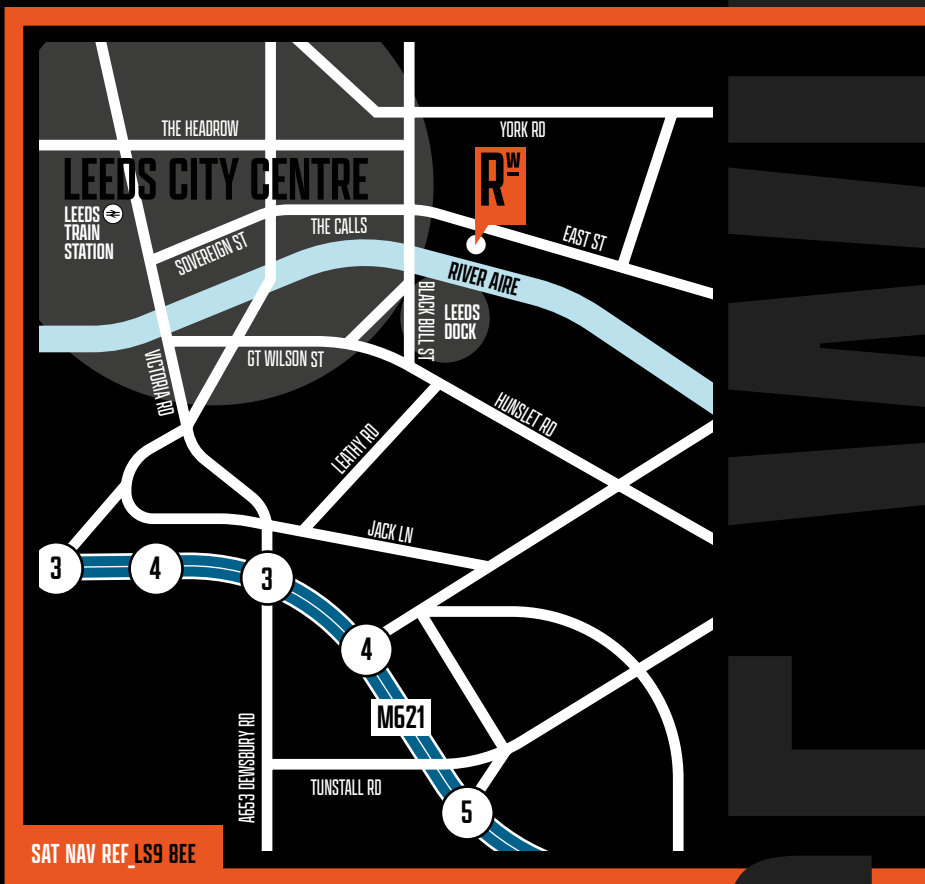 THE HEADROW
YORK RD
LEEDS CITY CENTRE
RW
LEEDS
TRAIN
STATION
SOVEREIGN ST
THE CALLS
EAST ST
RIVER AIRE
BLACK BULL ST
LEEDS
DOCK
VICTORIA RD
GT WILSON ST
HUNSLET RD
LEATHY RD
JACK LN
3
4
3
4
M621
A653 DEWSBURY RD
TUNSTALL RD
5
SAT NAV REF_LS9 8EE